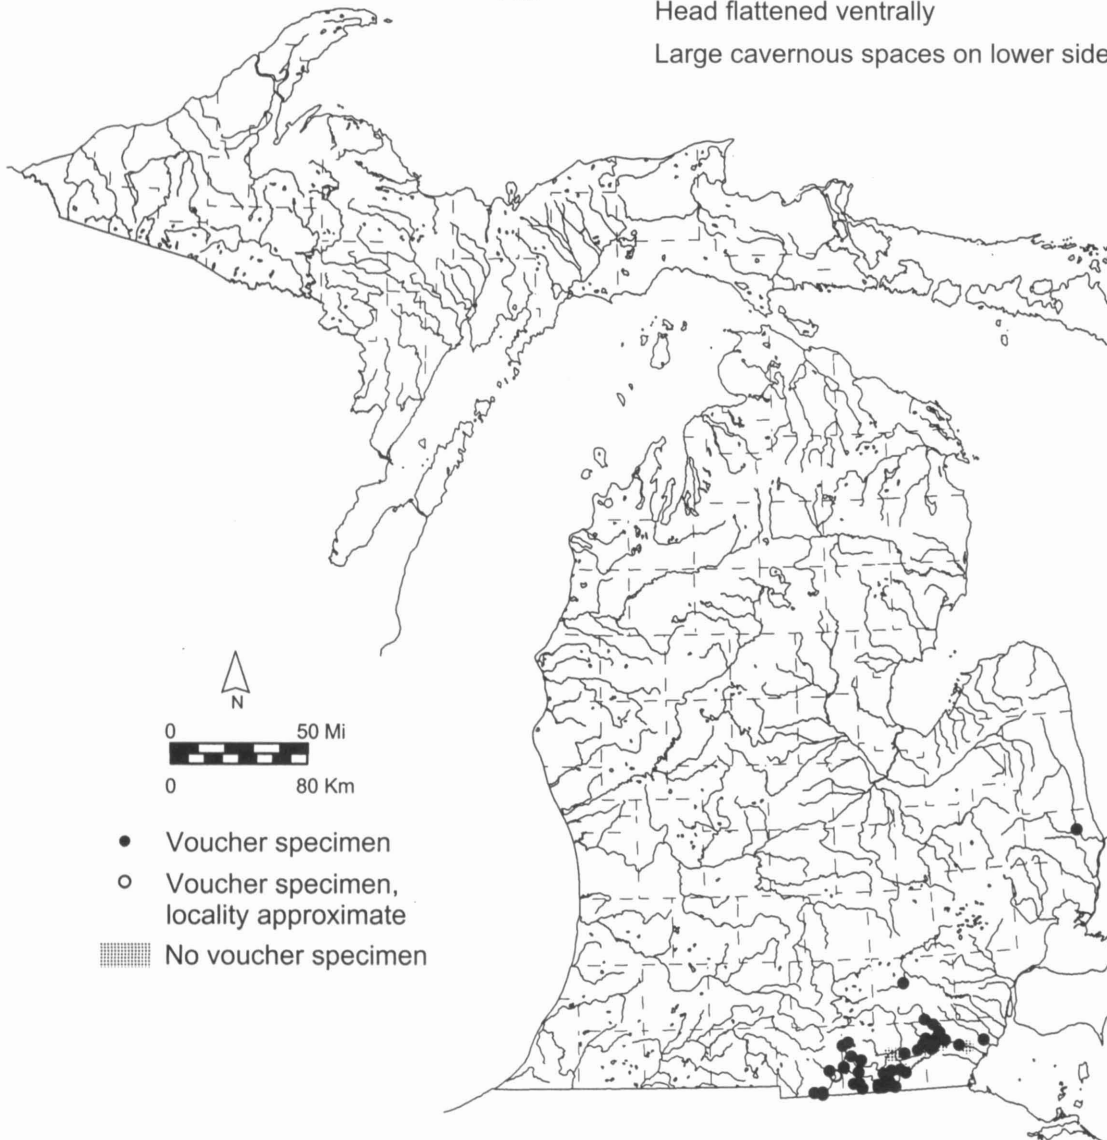 Head flattened ventrally
Large cavernous spaces on lower side
N
0 50 Mi
0 80 Km
Voucher specimen
Voucher specimen,
locality approximate
No voucher specimen